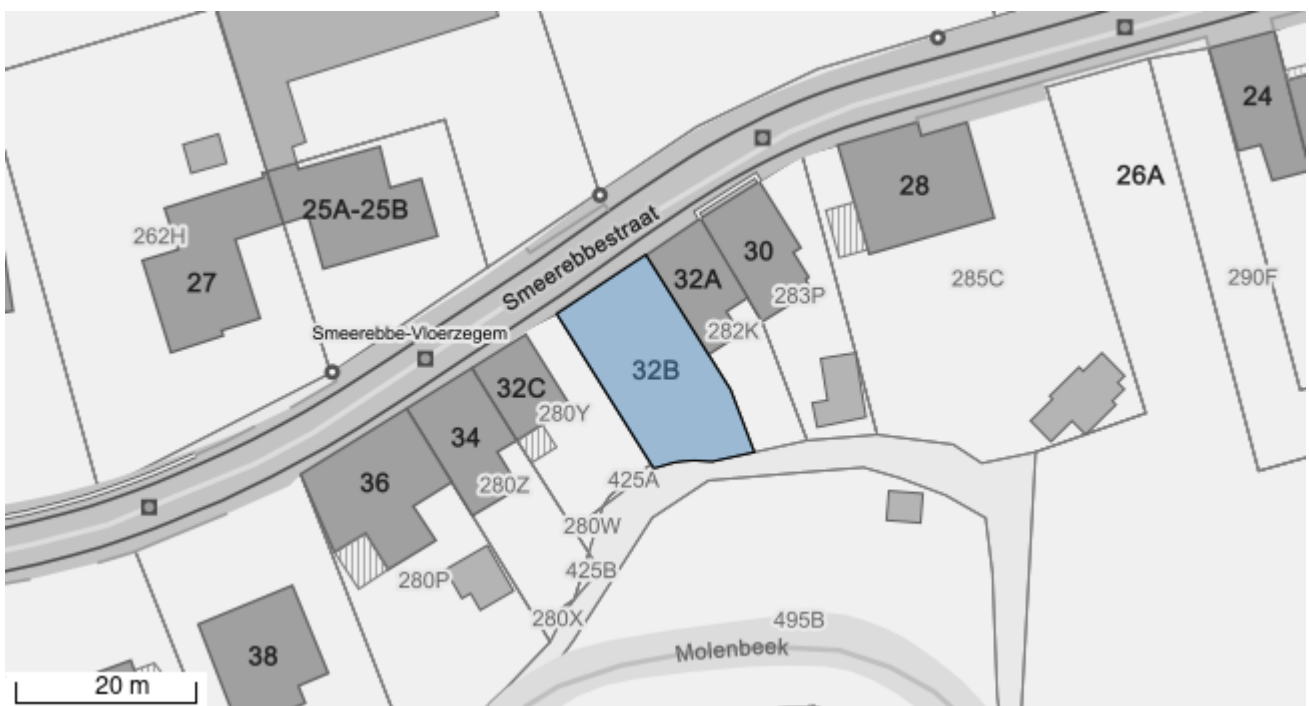 24
26A
28
25A-25B
262H
Smeerebbestraat
27
32A
30
285C
290F
283P
Smeerebbe-Vloerzegem
282K
32B
32C
280Y
34
425A
36
280Z
280W
425B
280P
280X
495B
Molenbeek
38
20 m